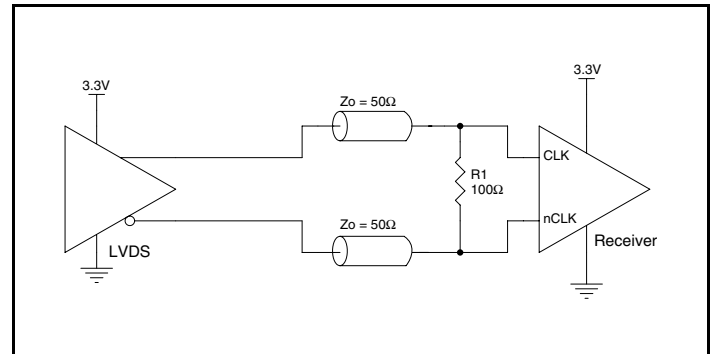 3.3V
3.3V
Zo = 50Ω
CLK
R1
100Ω
nCLK
Zo = 50Ω
Receiver
LVDS